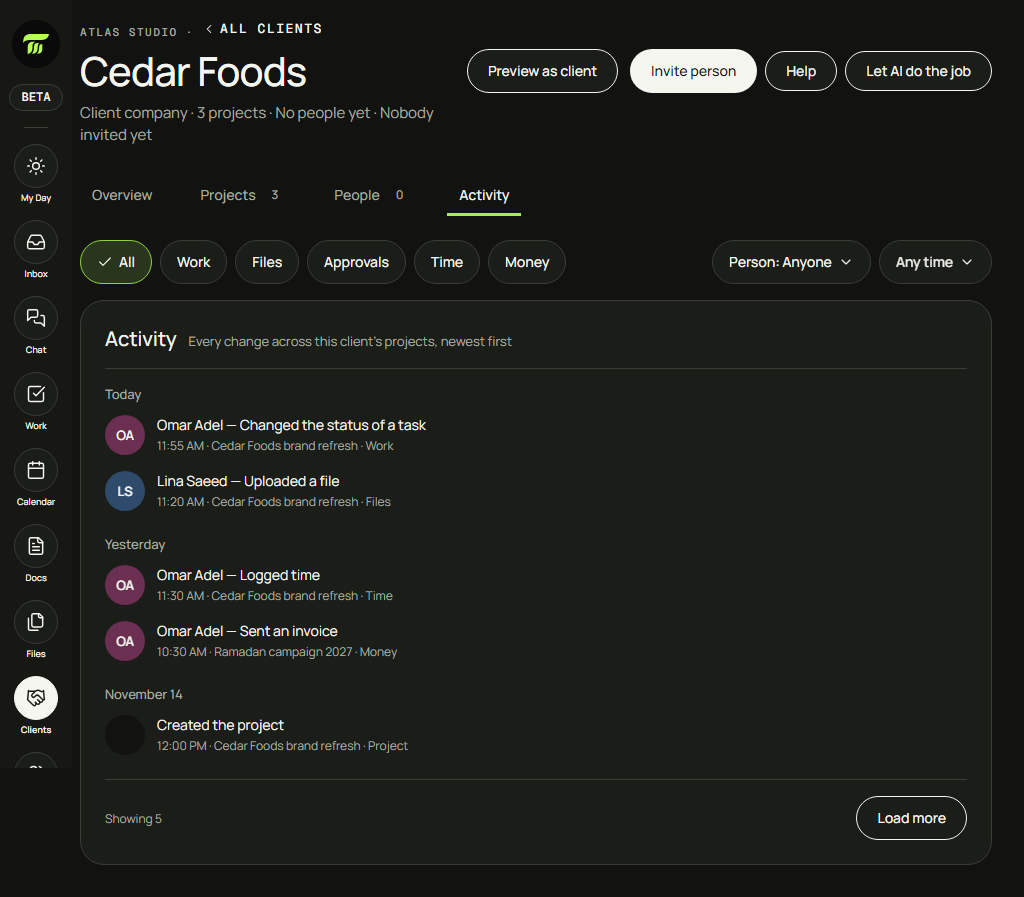 ATLAS STUDIO · ALL CLIENTS
Cedar Foods
Client company · 3 projects · No people yet · Nobody
invited yet
Preview as client
Invite person
Help
Let AI do the job
BETA
My Day
Inbox
Chat
Work
Calendar
Docs
Files
Clients
Overview
Projects 3
People 0
Activity
All
Work
Files
Approvals
Time
Money
Person: Anyone
Any time
Activity Every change across this client's projects, newest first
Today
OA
Omar Adel — Changed the status of a task
11:55 AM · Cedar Foods brand refresh · Work
LS
Lina Saeed — Uploaded a file
11:20 AM · Cedar Foods brand refresh · Files
Yesterday
OA
Omar Adel — Logged time
11:30 AM · Cedar Foods brand refresh · Time
OA
Omar Adel — Sent an invoice
10:30 AM · Ramadan campaign 2027 · Money
November 14
Created the project
12:00 PM · Cedar Foods brand refresh · Project
Showing 5
Load more